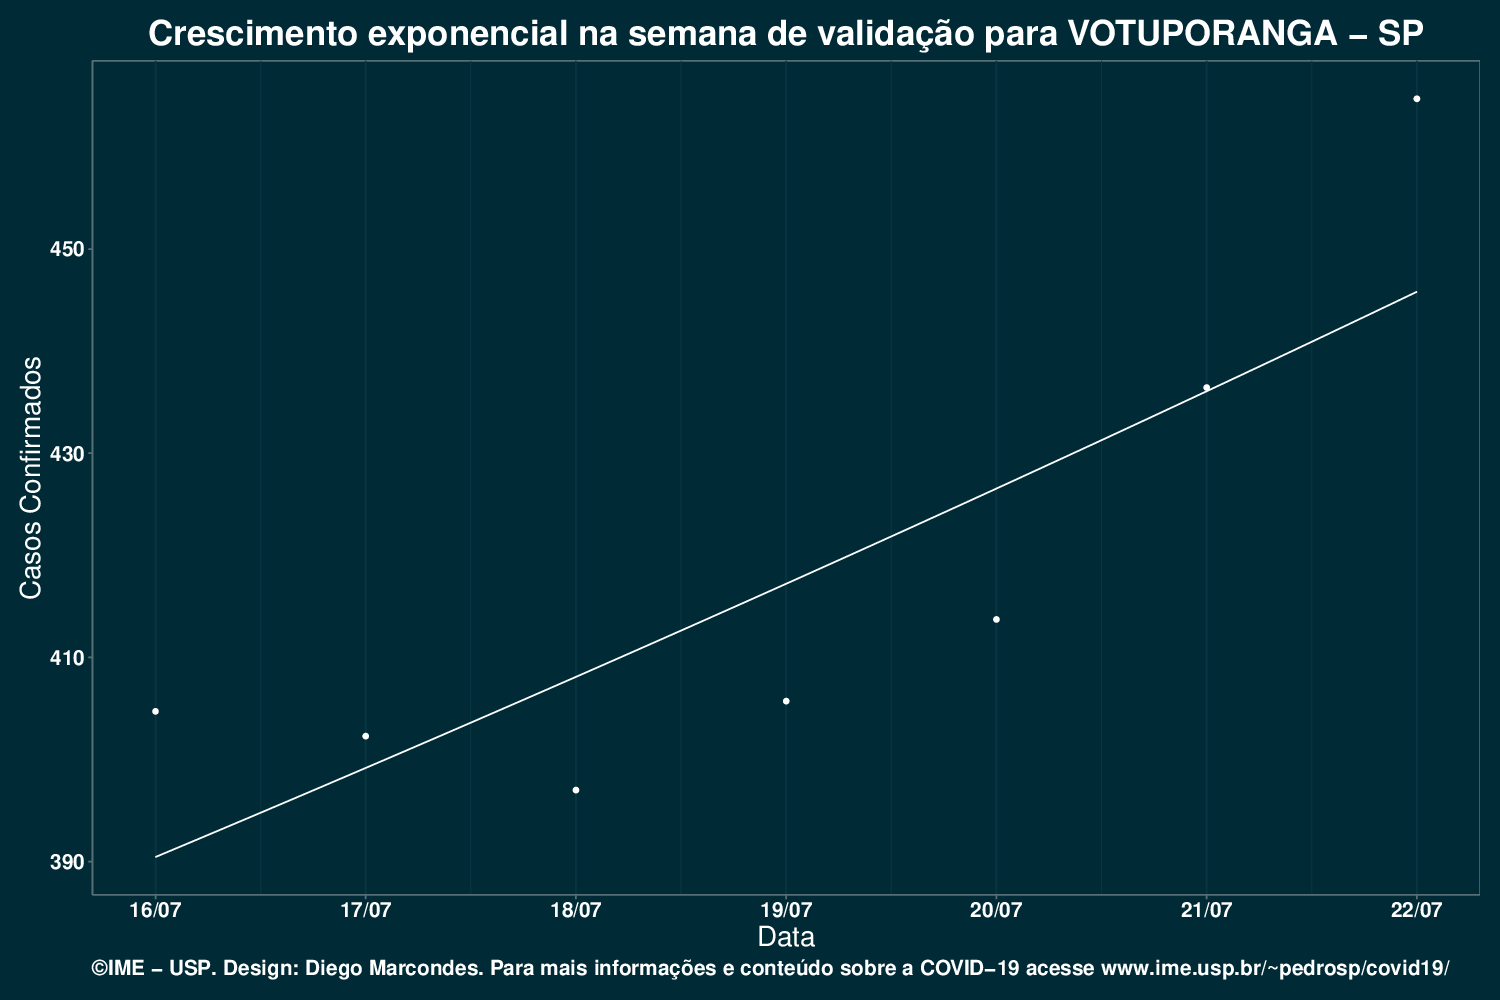 Crescimento exponencial na semana de validação para VOTUPORANGA – SP
Casos Confirmados
450
430
410
390
16/07 17/07 18/07 19/07 20/07 21/07 22/07
Data
©IME – USP. Design: Diego Marcondes. Para mais informações e conteúdo sobre a COVID–19 acesse www.ime.usp.br/~pedrosp/covid19/